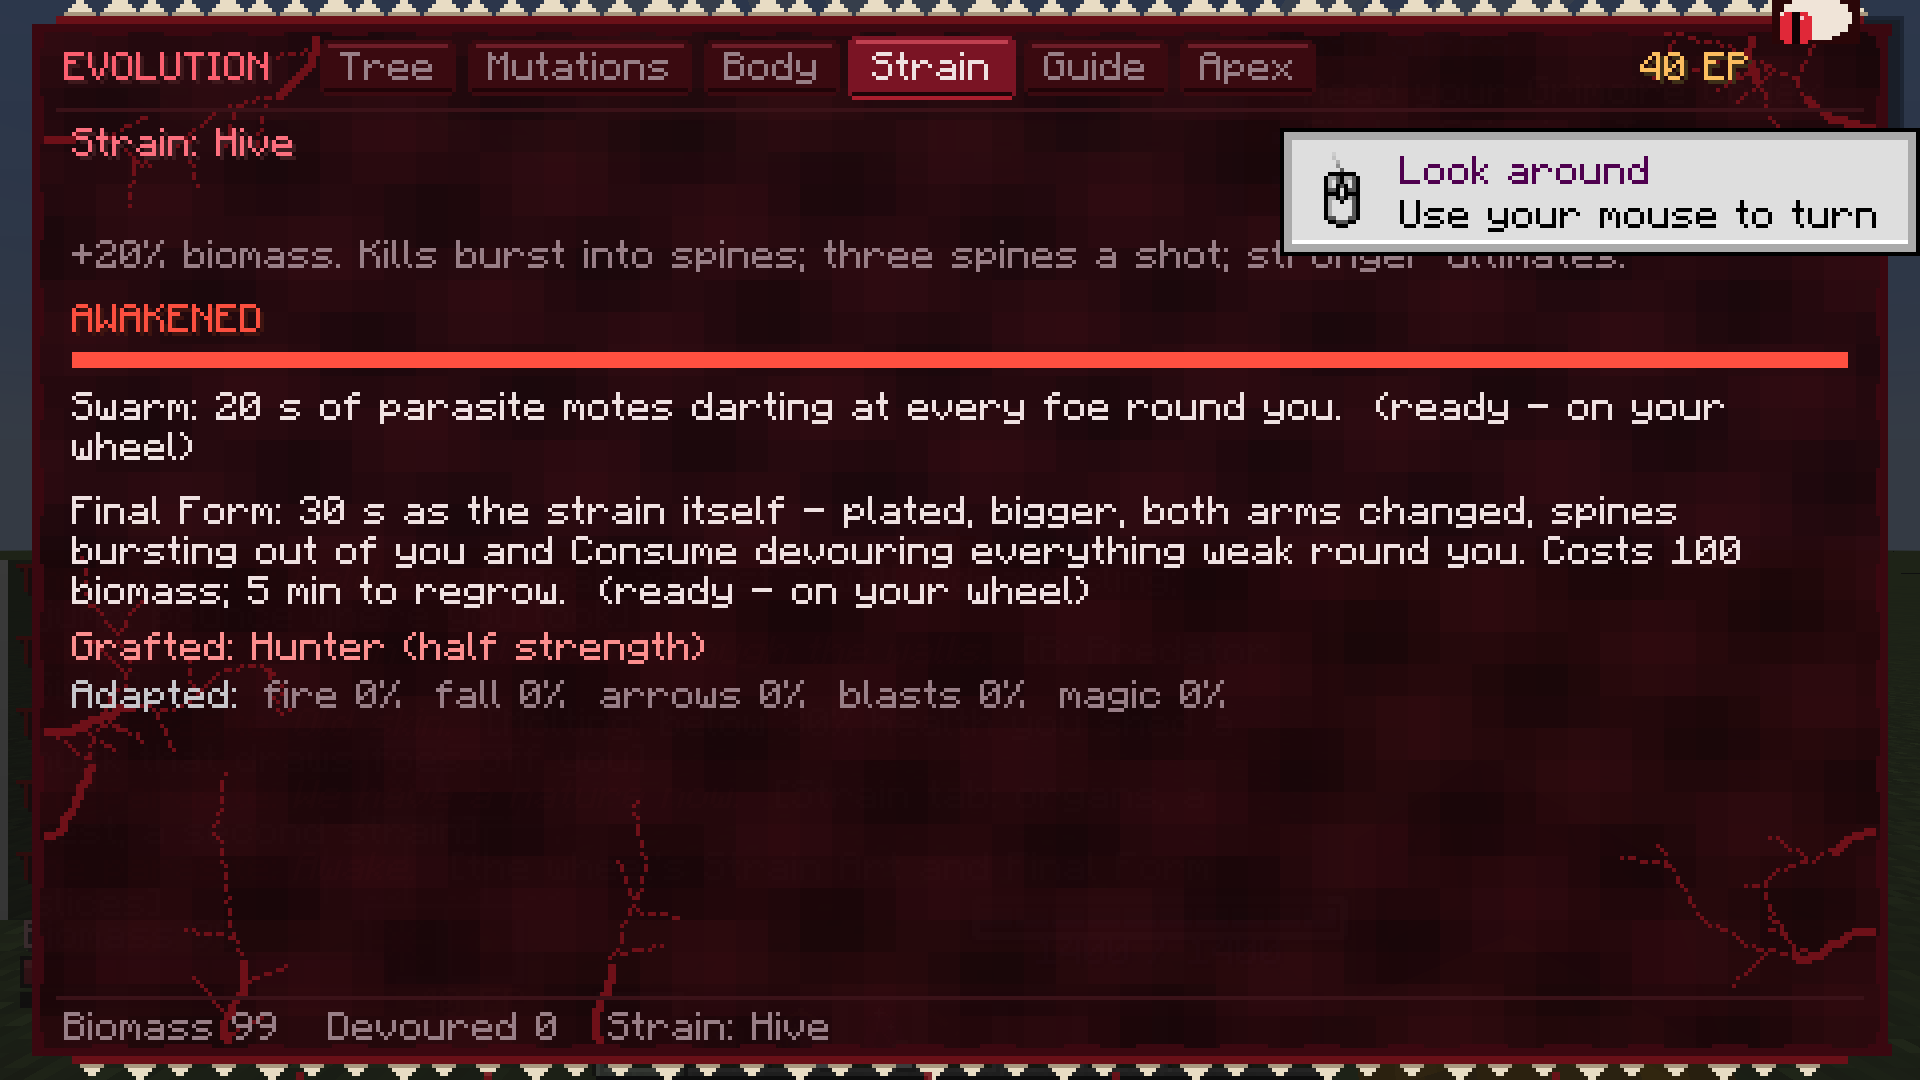 EVOLUTION Tree Mutations Body Strain Guide Apex 40 EP
Strain: Hive
Look around
Use your mouse to turn
+20% biomass. Kills burst into spines; three spines a shot; stronger ultimates.
AWAKENED
Swarm: 20 s of parasite motes darting at every foe round you. (ready - on your
wheel)
Final Form: 30 s as the strain itself - plated, bigger, both arms changed, spines
bursting out of you and Consume devouring everything weak round you. Costs 100
biomass; 5 min to regrow. (ready - on your wheel)
Grafted: Hunter (half strength)
Adapted: fire 0% fall 0% arrows 0% blasts 0% magic 0%
Biomass 99 Devoured 0 Strain: Hive